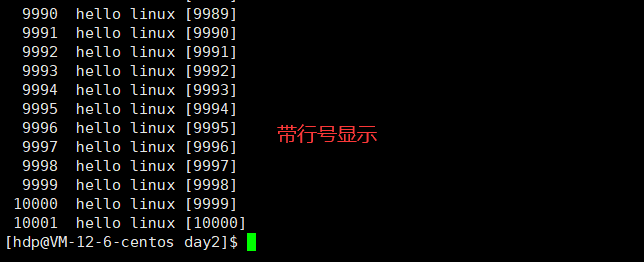 9990 hello linux [9989]
9991 hello linux [9990]
9992 hello linux [9991]
9993 hello linux [9992]
9994 hello linux [9993]
9995 hello linux [9994]
9996 hello linux [9995]
9997 hello linux [9996]
9998 hello linux [9997]
9999 hello linux [9998]
10000 hello linux [9999]
10001 hello linux [10000]
[hdp@VM-12-6-centos day2]$
带行号显示